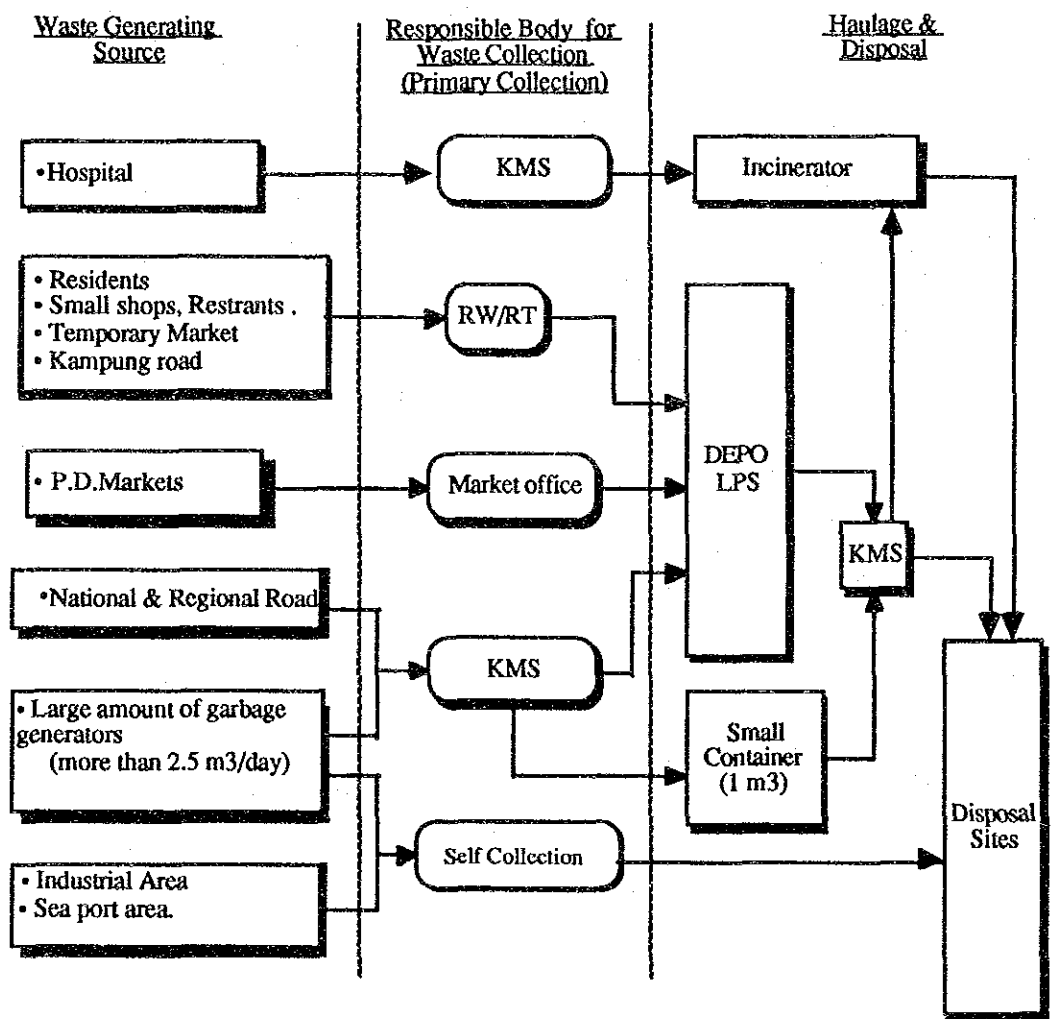 Waste Generating
Source
Responsible Body for
Waste Collection
(Primary Collection)
Haulage &
Disposal
•Hospital
KMS
Incinerator
• Residents
• Small shops, Restrants .
• Temporary Market
• Kampung road
RW/RT
DEPO
LPS
• P.D.Markets
Market office
KMS
•National & Regional Road
KMS
• Large amount of garbage
generators
(more than 2.5 m3/day)
Small
Container
(1 m3)
Disposal
Sites
Self Collection
• Industrial Area
• Sea port area.